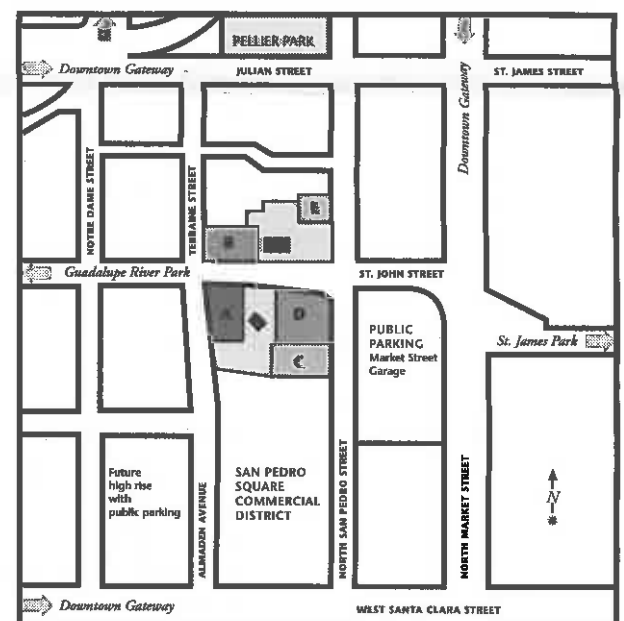 PELLIER PARK
Downtown Gateway
JULIAN STREET
ST. JAMES STREET
Downtown Gateway
NOTRE DAME STREET
TERRAINE STREET
E
B
Guadalupe River Park
ST. JOHN STREET
A
D
C
PUBLIC
PARKING
Market Street
Garage
St. James Park
Future
high rise
with
public parking
ALMADEN AVENUE
SAN PEDRO
SQUARE
COMMERCIAL
DISTRICT
NORTH SAN PEDRO STREET
NORTH MARKET STREET
N
Downtown Gateway
WEST SANTA CLARA STREET